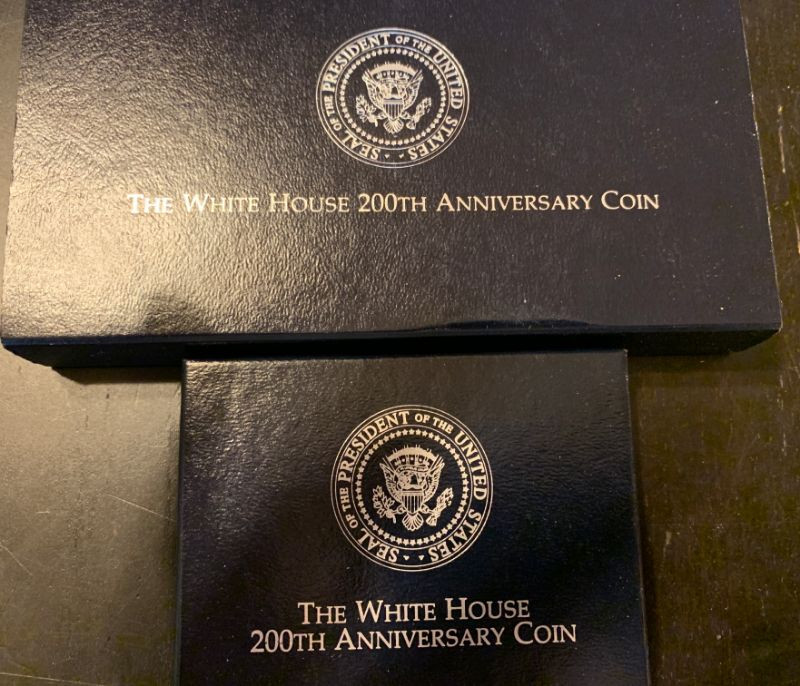 SEAL OF THE PRESIDENT OF THE UNITED STATES
THE WHITE HOUSE 200TH ANNIVERSARY COIN
SEAL OF THE PRESIDENT OF THE UNITED STATES
THE WHITE HOUSE
200TH ANNIVERSARY COIN